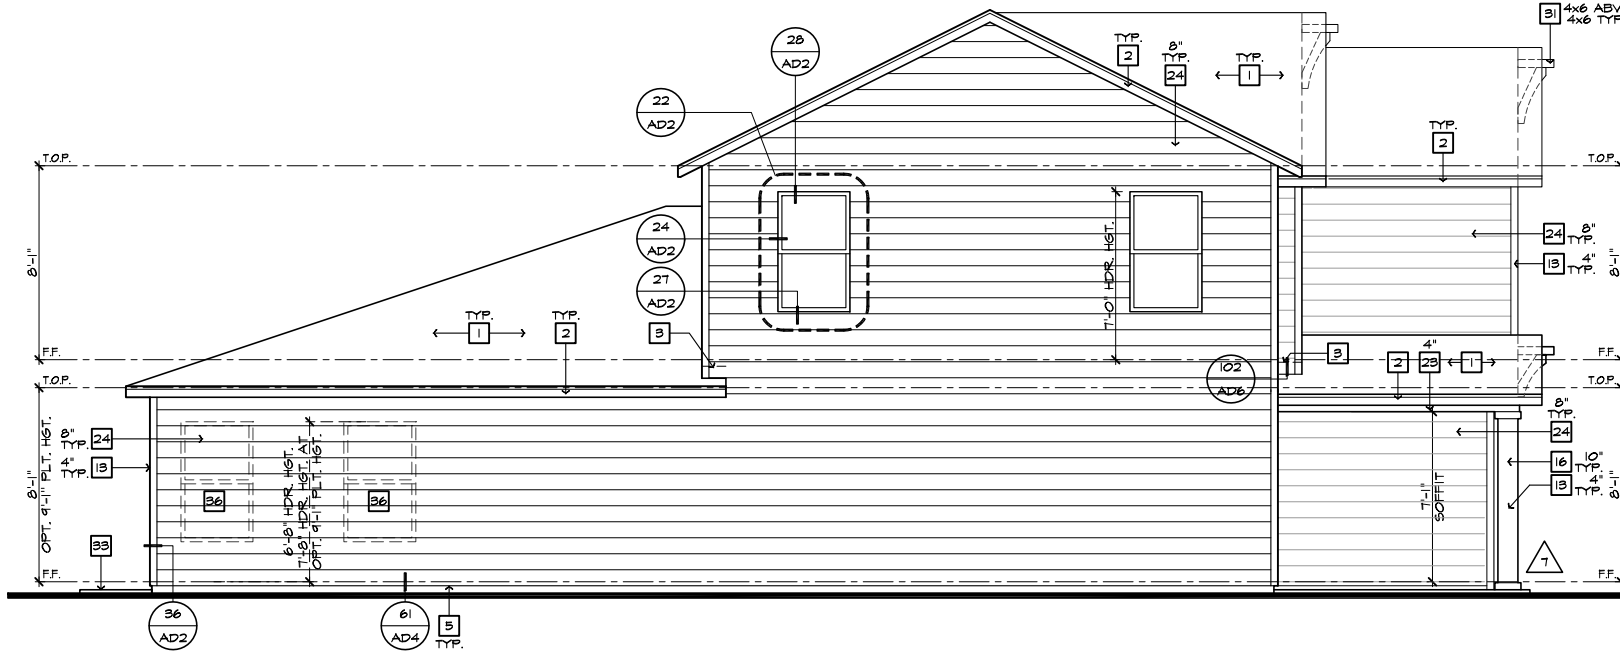 31 4x6 ABV
4x6 TYP
28
AD2
TYP.
2
8"
TYP.
24
TYP.
1
22
AD2
TYP.
2
T.O.P.
T.O.P.
24
AD2
27
AD2
8'-1"
7'-0" HDR. HGT.
24 8"
TYP.
13 4"
TYP.
8'-1"
TYP.
1
TYP.
2
3
3
F.F.
F.F.
102
AD6
2
4"
23
1
T.O.P.
T.O.P.
8'-1"
OPT. 9'-1" PLT. HGT.
8"
TYP. 24
4"
TYP. 13
36
36
6'-8" HDR. HGT.
7'-8" HDR. HGT. AT
OPT. 9'-1" PLT. HGT.
7'-1"
SOFFIT
8"
TYP.
24
16 10"
TYP.
13 4"
TYP.
8'-1"
33
7
F.F.
F.F.
36
AD2
61
AD4
5
TYP.